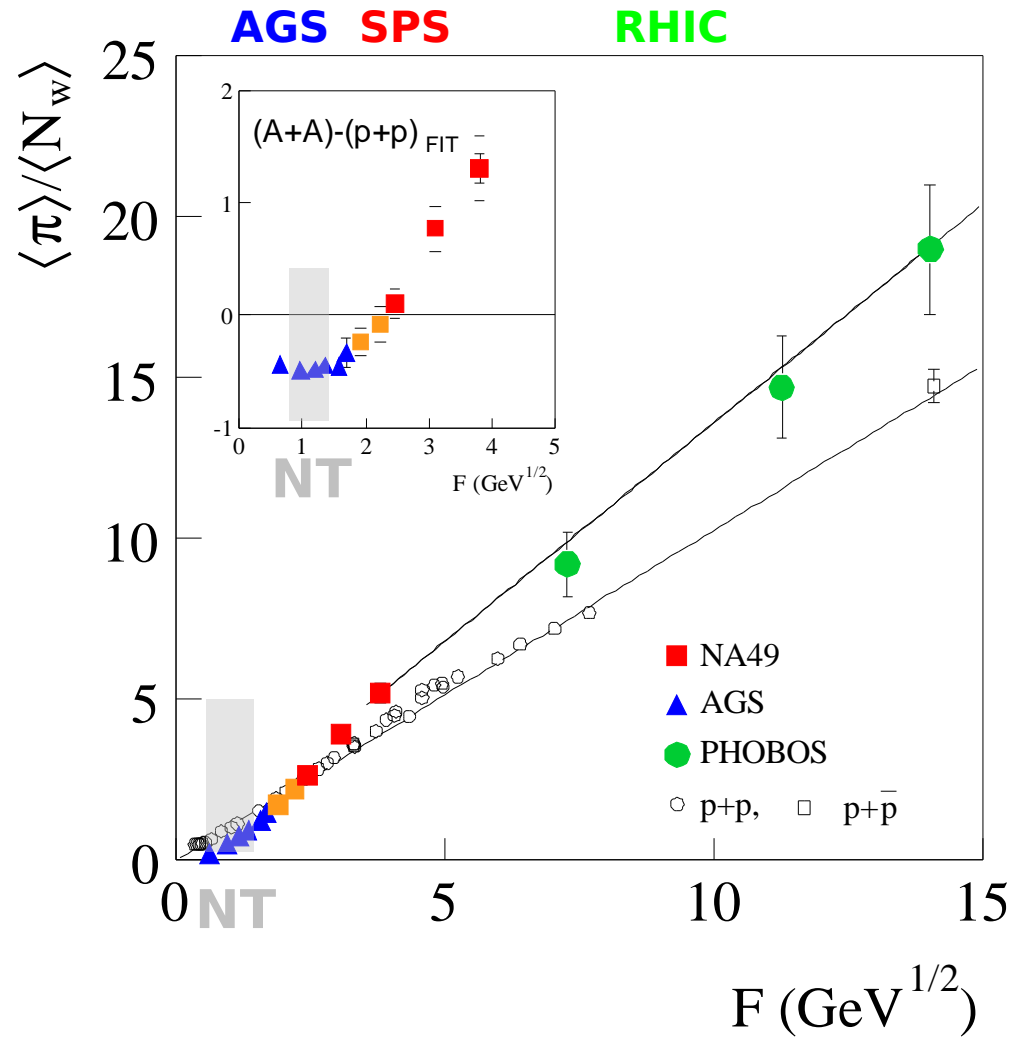 AGS SPS RHIC
⟨π⟩/⟨N_w⟩
25
20
15
10
5
0
2
1
0
-1
(A+A)-(p+p) FIT
0 1 2 3 4 5
NT
F (GeV^1/2)
NA49
AGS
PHOBOS
p+p, p+p̄
0 5 10 15
NT
F (GeV^1/2)